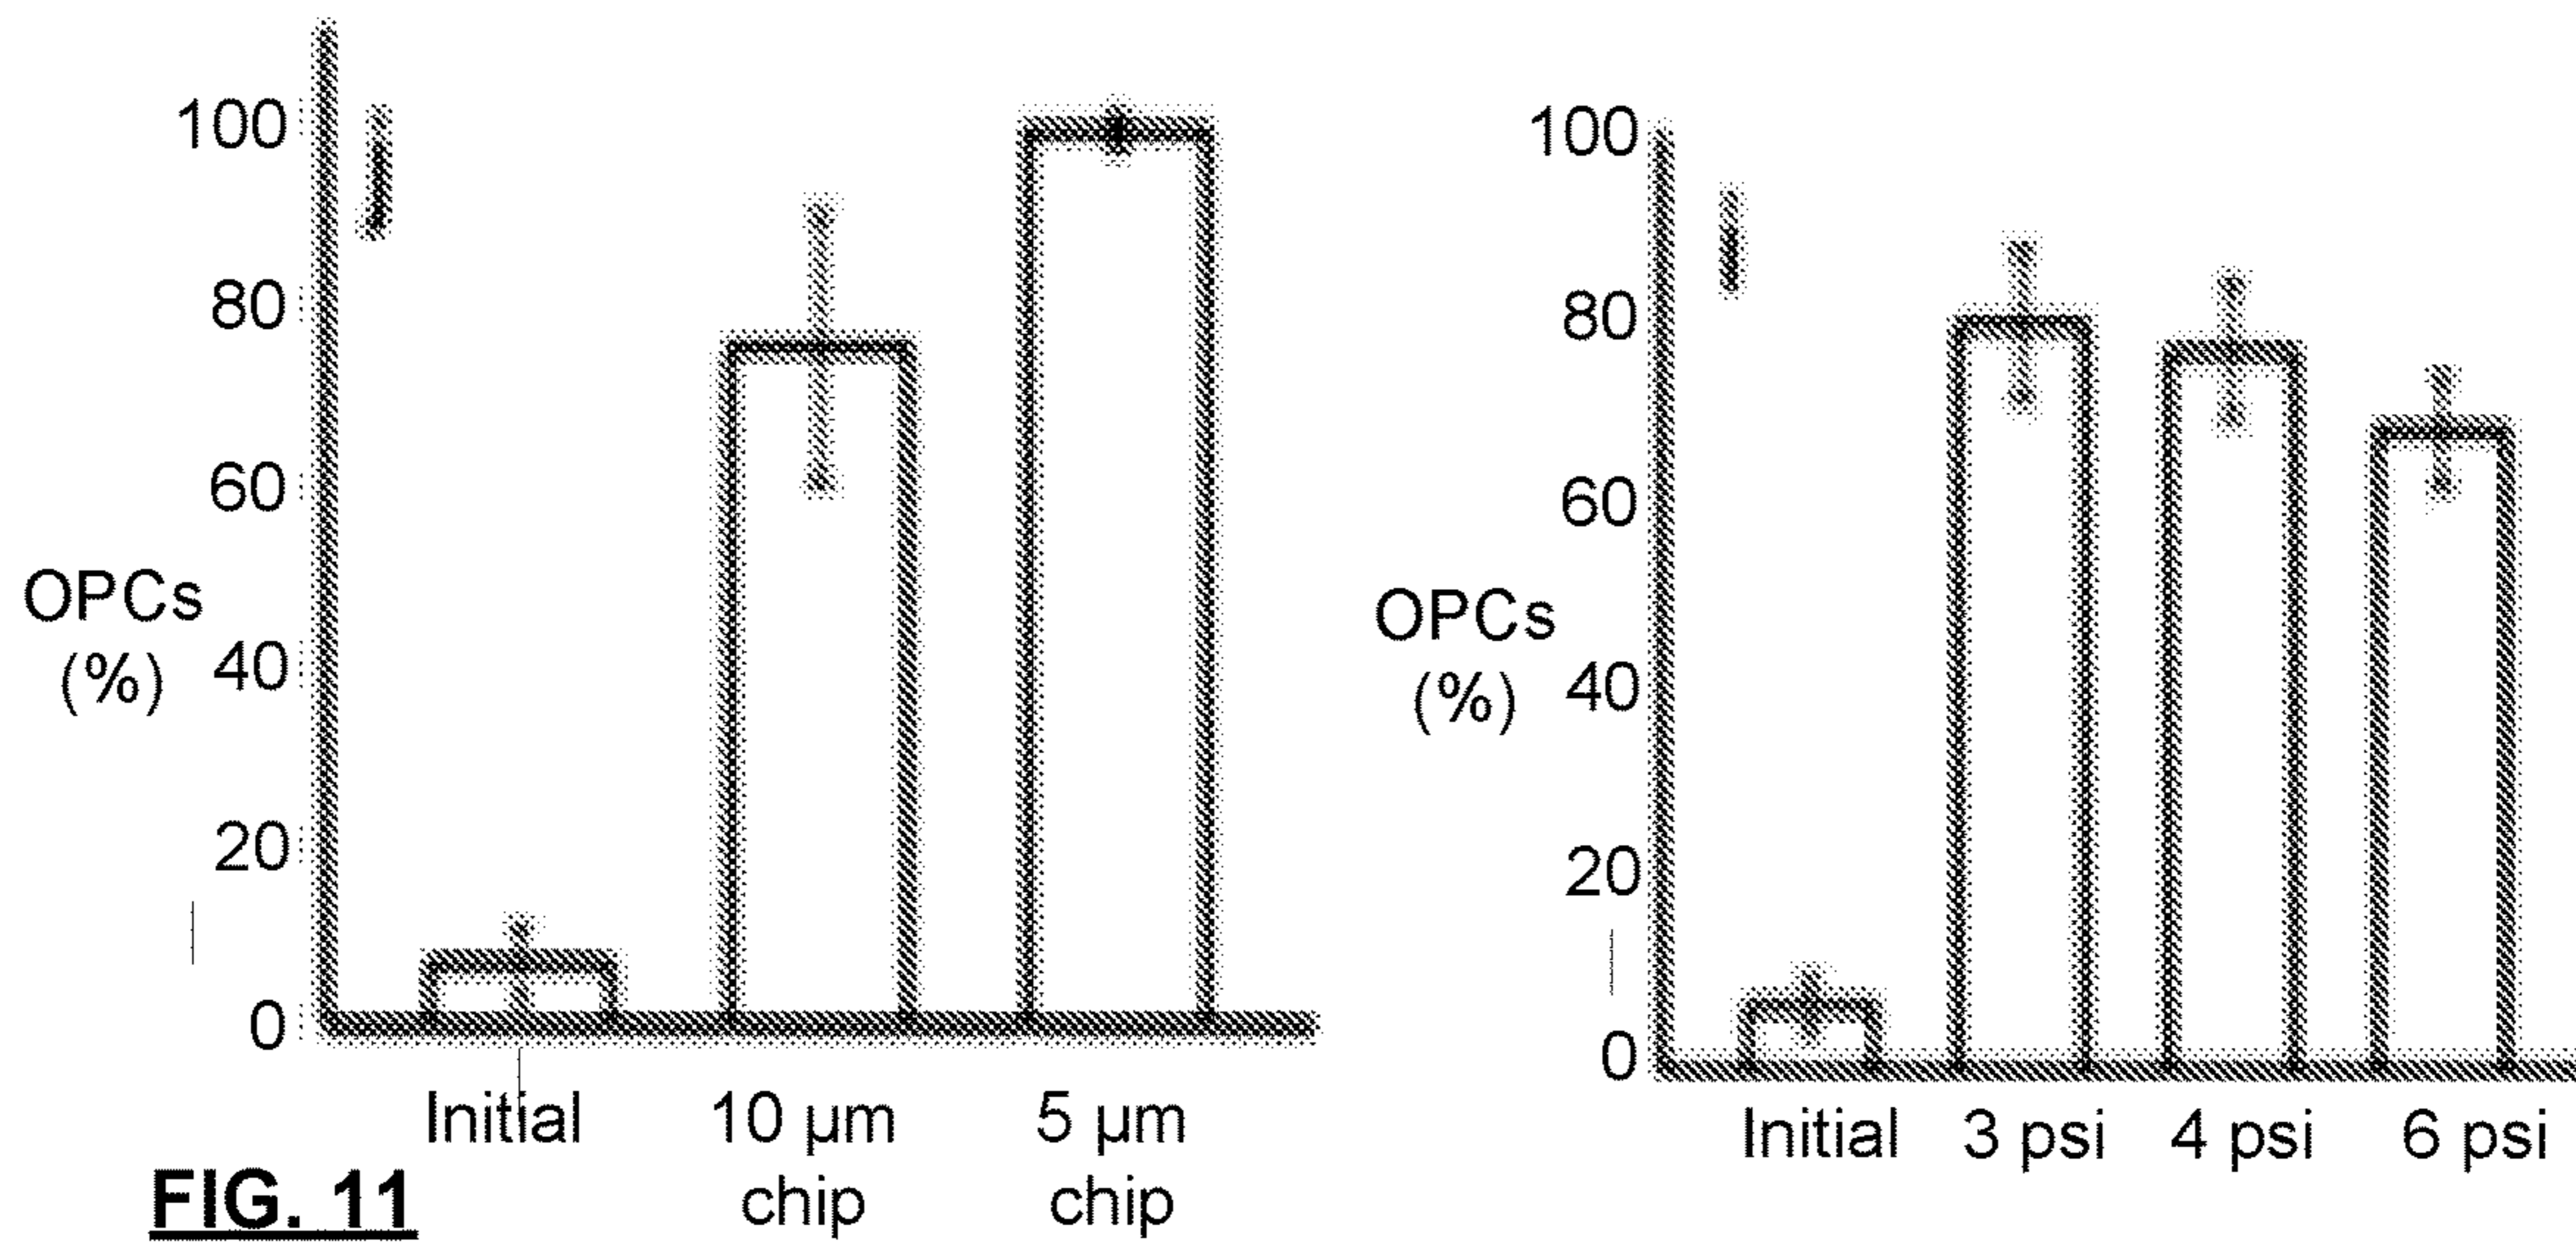 100
80
60
OPCs
(%)
40
20
0
Initial
10 µm
chip
5 µm
chip
100
80
60
OPCs
(%)
40
20
0
Initial
3 psi
4 psi
6 psi
FIG. 11